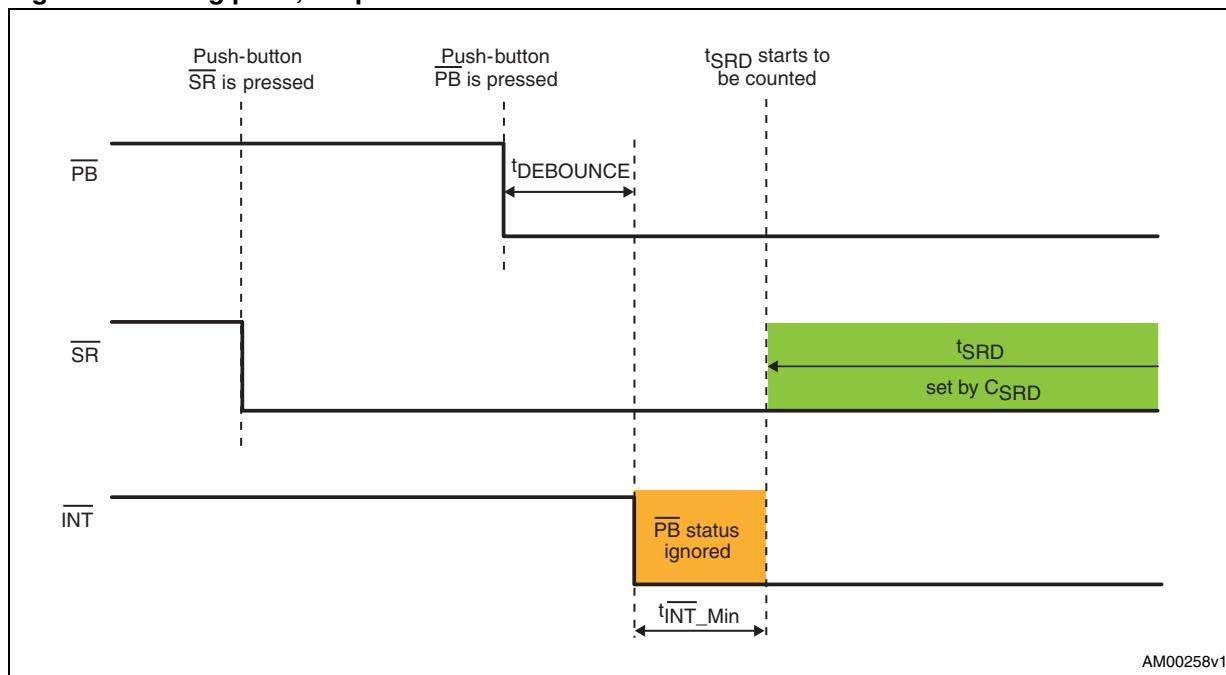 Push-button
SR is pressed
Push-button
PB is pressed
tSRD starts to
be counted
PB
tDEBOUNCE
SR
tSRD
set by CSRD
INT
PB status
ignored
tINT_Min
AM00258v1